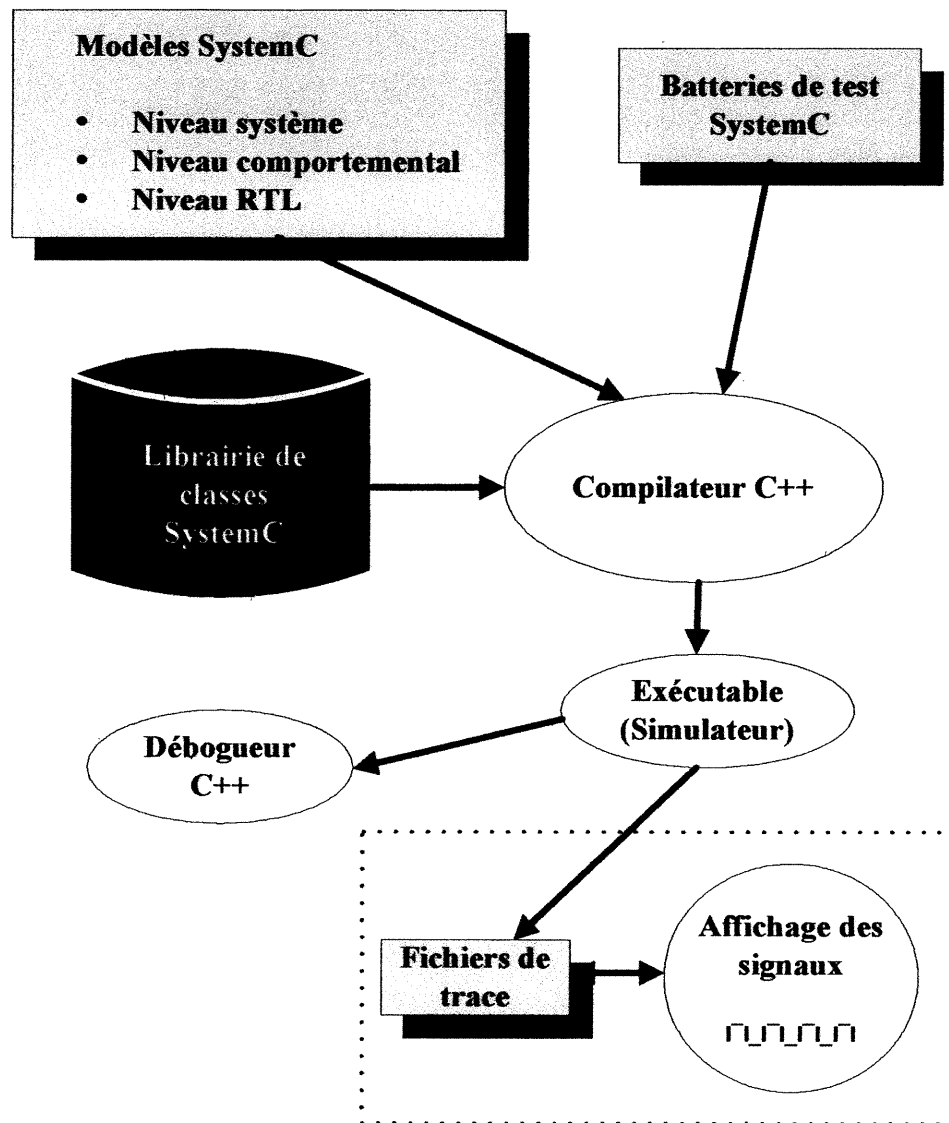 Modèles SystemC
• Niveau système
• Niveau comportemental
• Niveau RTL
Batteries de test
SystemC
Librairie de
classes
SystemC
Compilateur C++
Exécutable
(Simulateur)
Débogueur
C++
Fichiers de
trace
Affichage des
signaux